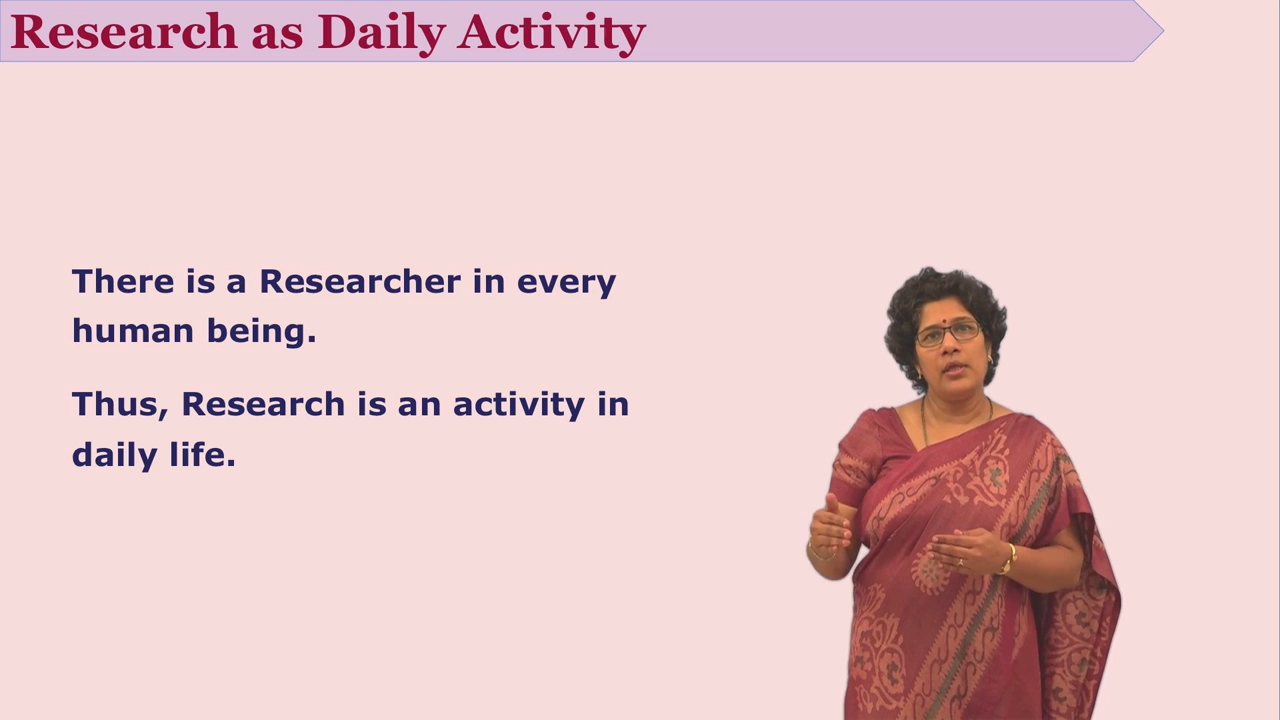 Research as Daily Activity
There is a Researcher in every
human being.
Thus, Research is an activity in
daily life.